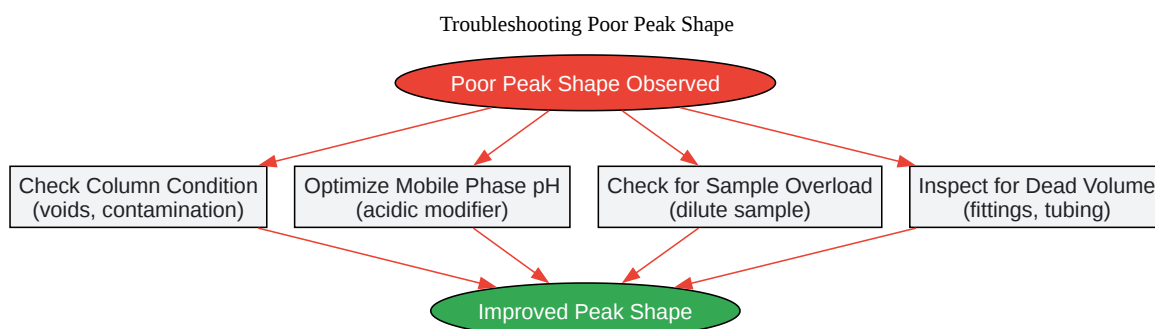 Troubleshooting Poor Peak Shape
Poor Peak Shape Observed
Check Column Condition
(voids, contamination)
Optimize Mobile Phase pH
(acidic modifier)
Check for Sample Overload
(dilute sample)
Inspect for Dead Volume
(fittings, tubing)
Improved Peak Shape